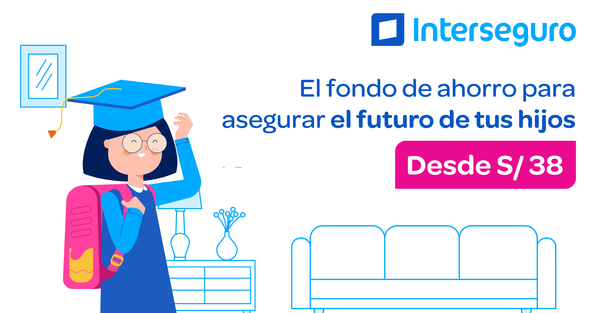 Interseguro
El fondo de ahorro para
asegurar el futuro de tus hijos
Desde S/ 38